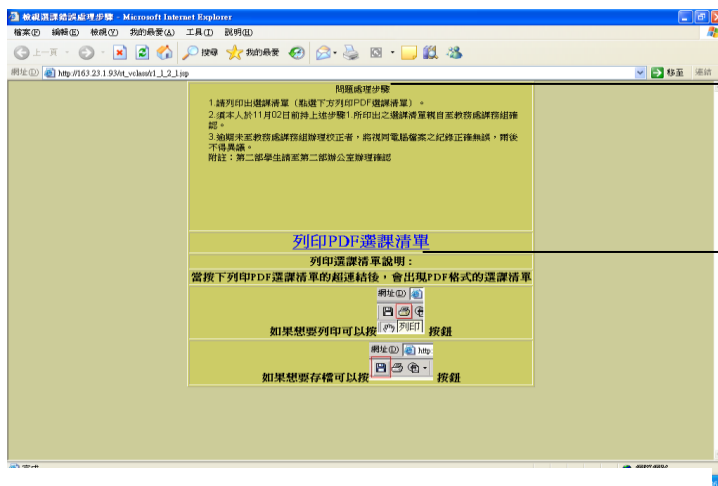 檢視選課錯誤處理步驟 - Microsoft Internet Explorer
檔案(F) 編輯(E) 檢視(V) 我的最愛(A) 工具(T) 說明(H)
上一頁 搜尋 我的最愛
網址(D) http://163.23.1.93/rt_vclass/r1_1_2_1.jsp 移至 連結
問題處理步驟
1.請列印出選課清單（點選下方列印PDF選課清單）。
2.須本人於11月02日前持上述步驟1.所印出之選課清單親自至教務處課務組確
認。
3.逾期未至教務處課務組辦理校正者，將視同電腦檔案之紀錄正確無誤，爾後
不得異議。
附註：第二部學生請至第二部辦公室辦理確認
列印PDF選課清單
列印選課清單說明：
當按下列印PDF選課清單的超連結後，會出現PDF格式的選課清單
網址(D)
列印
如果想要列印可以按 按鈕
網址(D) http
如果想要存檔可以按 按鈕